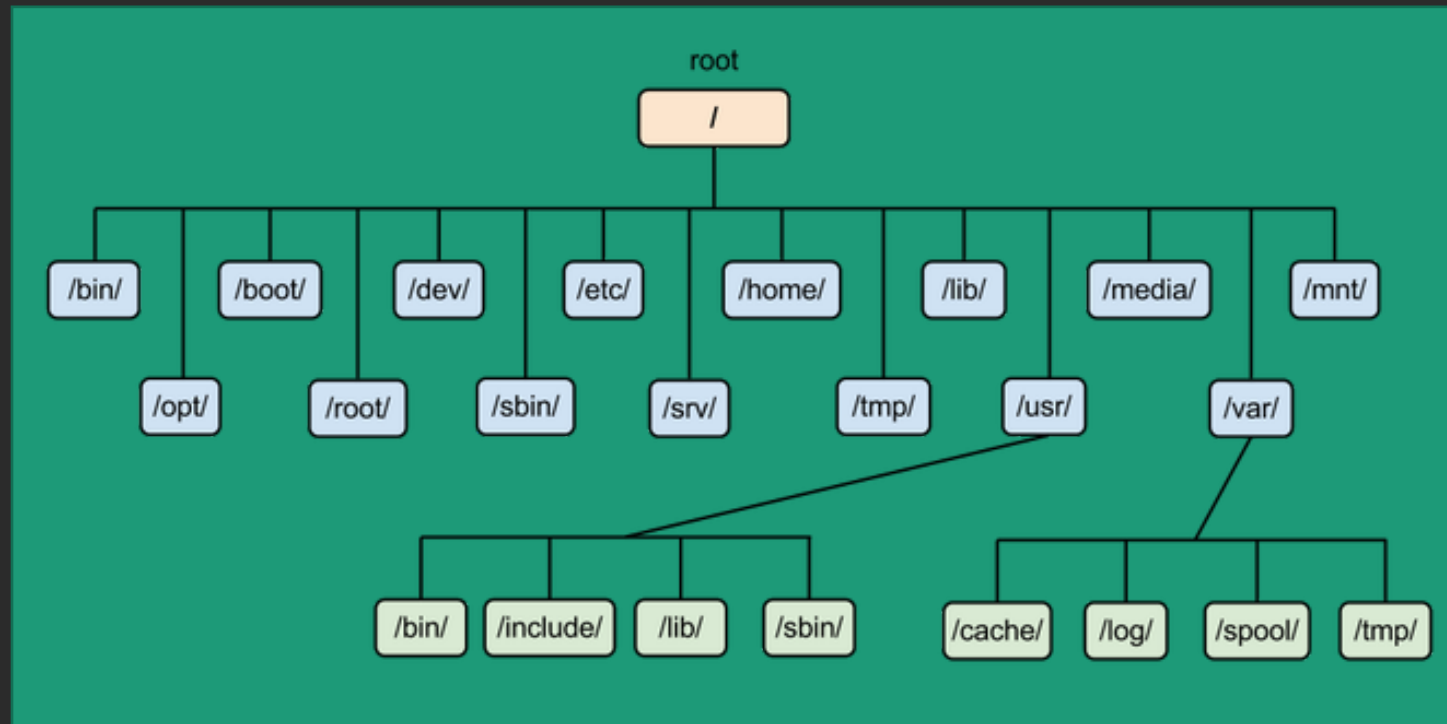 root
/
/bin/ /boot/ /dev/ /etc/ /home/ /lib/ /media/ /mnt/
/opt/ /root/ /sbin/ /srv/ /tmp/ /usr/ /var/
/bin/ /include/ /lib/ /sbin/ /cache/ /log/ /spool/ /tmp/